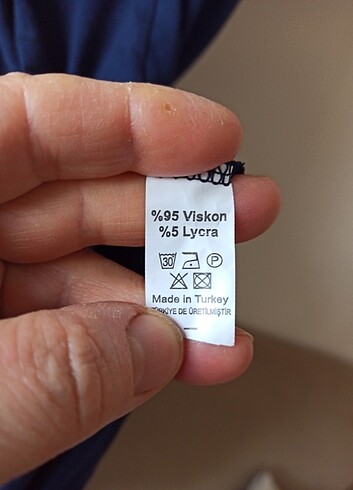 %95 Viskon
%5 Lycra
30 P
Made in Turkey
TÜRKİYE DE ÜRETİLMİŞTİR